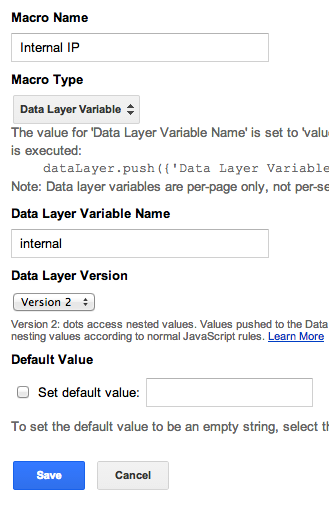 Macro Name
Internal IP
Macro Type
Data Layer Variable
The value for 'Data Layer Variable Name' is set to 'valu
is executed:
dataLayer.push({'Data Layer Variable
Note: Data layer variables are per-page only, not per-se
Data Layer Variable Name
internal
Data Layer Version
Version 2
Version 2: dots access nested values. Values pushed to the Data
nesting values according to normal JavaScript rules. Learn More
Default Value
Set default value:
To set the default value to be an empty string, select th
Save Cancel